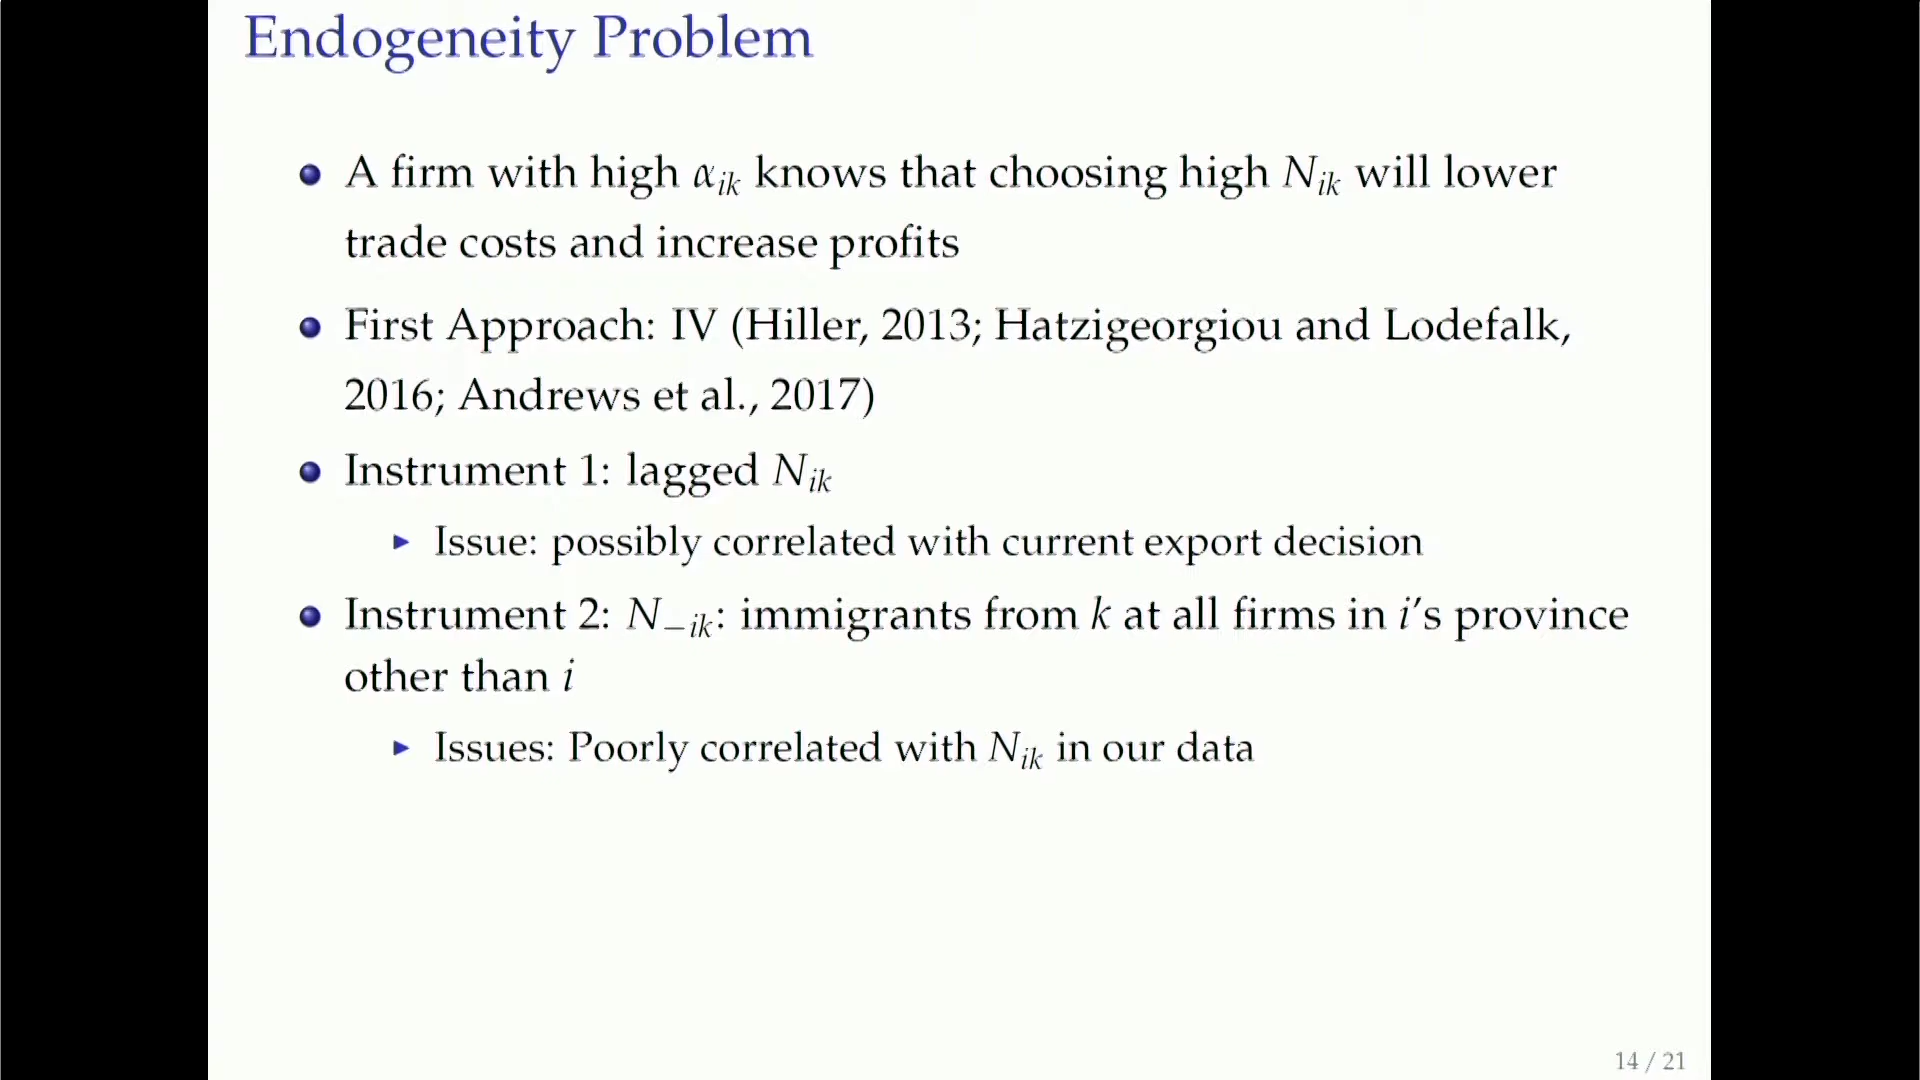 Endogeneity Problem
A firm with high α_ik knows that choosing high N_ik will lower
trade costs and increase profits
First Approach: IV (Hiller, 2013; Hatzigeorgiou and Lodefalk,
2016; Andrews et al., 2017)
Instrument 1: lagged N_ik
Issue: possibly correlated with current export decision
Instrument 2: N_−ik: immigrants from k at all firms in i's province
other than i
Issues: Poorly correlated with N_ik in our data
14 / 21